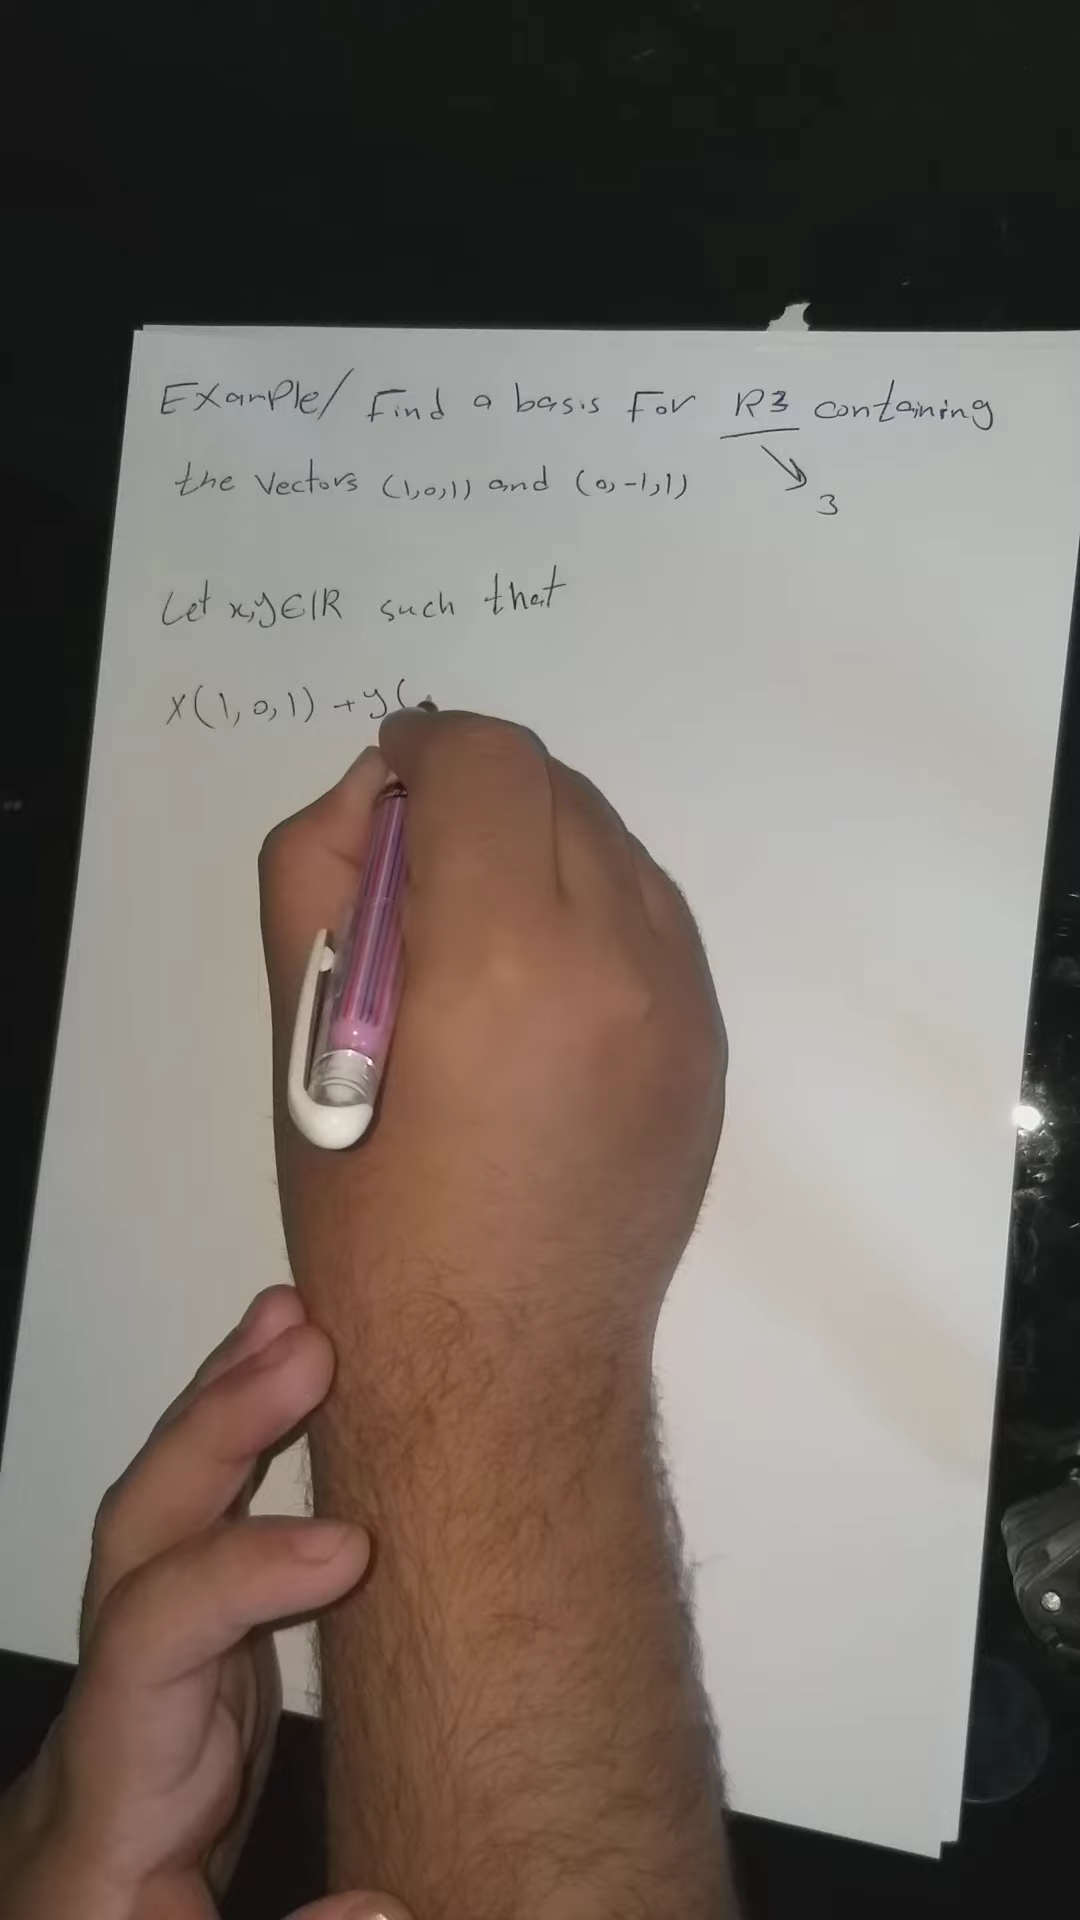 Example/ Find a basis for R3 containing
the vectors (1,0,1) and (0,-1,1)
3
Let x,y∈IR such that
x(1,0,1) +y(